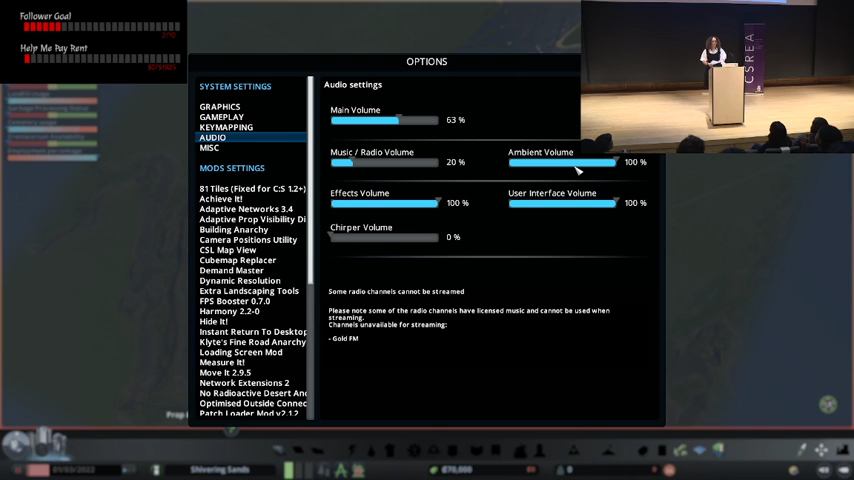 Follower Goal
Help Me Pay Rent
OPTIONS
CSREA
SYSTEM SETTINGS
GRAPHICS
GAMEPLAY
KEYMAPPING
AUDIO
MISC
MODS SETTINGS
81 Tiles (Fixed for C:S 1.2+)
Achieve It!
Adaptive Networks 3.4
Adaptive Prop Visibility Di
Building Anarchy
Camera Positions Utility
CSL Map View
Cubemap Replacer
Demand Master
Dynamic Resolution
Extra Landscaping Tools
FPS Booster 0.7.0
Harmony 2.2-0
Hide It!
Instant Return To Desktop
Klyte's Fine Road Anarchy
Loading Screen Mod
Measure It!
Move It 2.9.5
Network Extensions 2
No Radioactive Desert And
Optimised Outside Connec
Patch Loader Mod v2.1.2
Audio settings
Main Volume
63 %
Music / Radio Volume
20 %
Ambient Volume
100 %
Effects Volume
100 %
User Interface Volume
100 %
Chirper Volume
0 %
Some radio channels cannot be streamed
Please note some of the radio channels have licensed music and cannot be used when
streaming.
Channels unavailable for streaming:
- Gold FM
01/03/2022
Shivering Sands
₡70,000
0